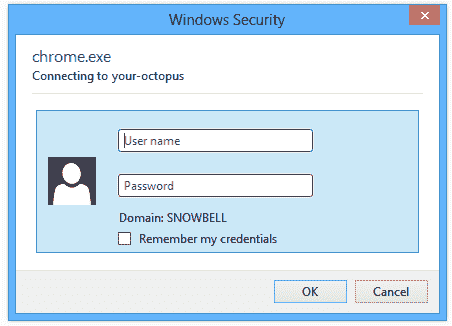 Windows Security
chrome.exe
Connecting to your-octopus
User name
Password
Domain: SNOWBELL
Remember my credentials
OK
Cancel